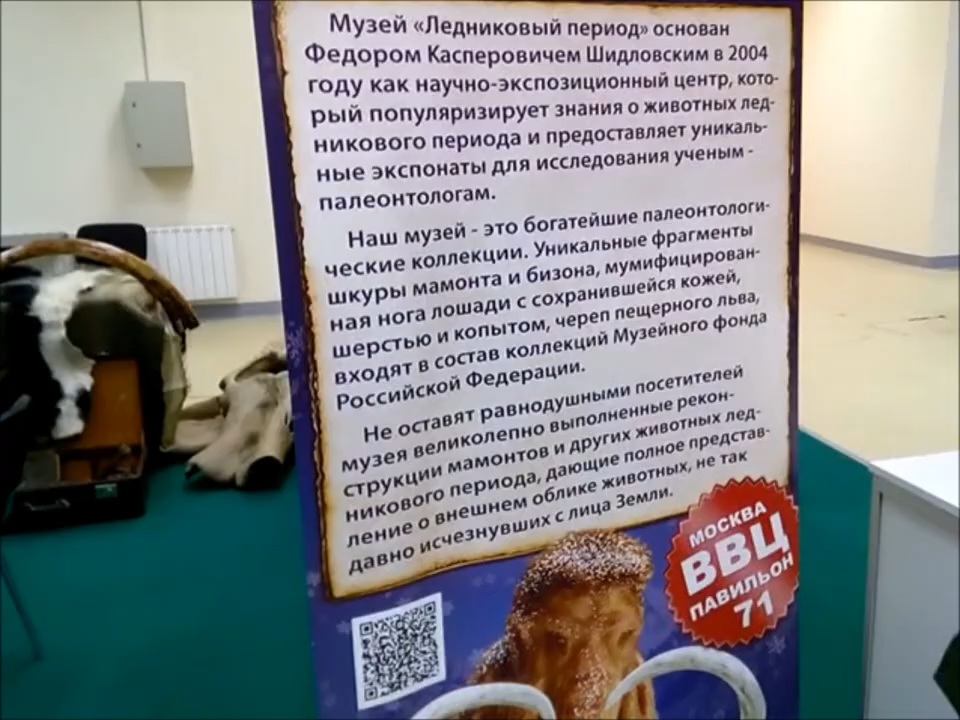 Музей «Ледниковый период» основан
Федором Касперовичем Шидловским в 2004
году как научно-экспозиционный центр, кото-
рый популяризирует знания о животных лед-
никового периода и предоставляет уникаль-
ные экспонаты для исследования ученым -
палеонтологам.
Наш музей - это богатейшие палеонтологи-
ческие коллекции. Уникальные фрагменты
шкуры мамонта и бизона, мумифицирован-
ная нога лошади с сохранившейся кожей,
шерстью и копытом, череп пещерного льва,
входят в состав коллекций Музейного фонда
Российской Федерации.
Не оставят равнодушными посетителей
музея великолепно выполненные рекон-
струкции мамонтов и других животных лед-
никового периода, дающие полное представ-
ление о внешнем облике животных, не так
давно исчезнувших с лица Земли.
МОСКВА
ВВЦ
ПАВИЛЬОН
71